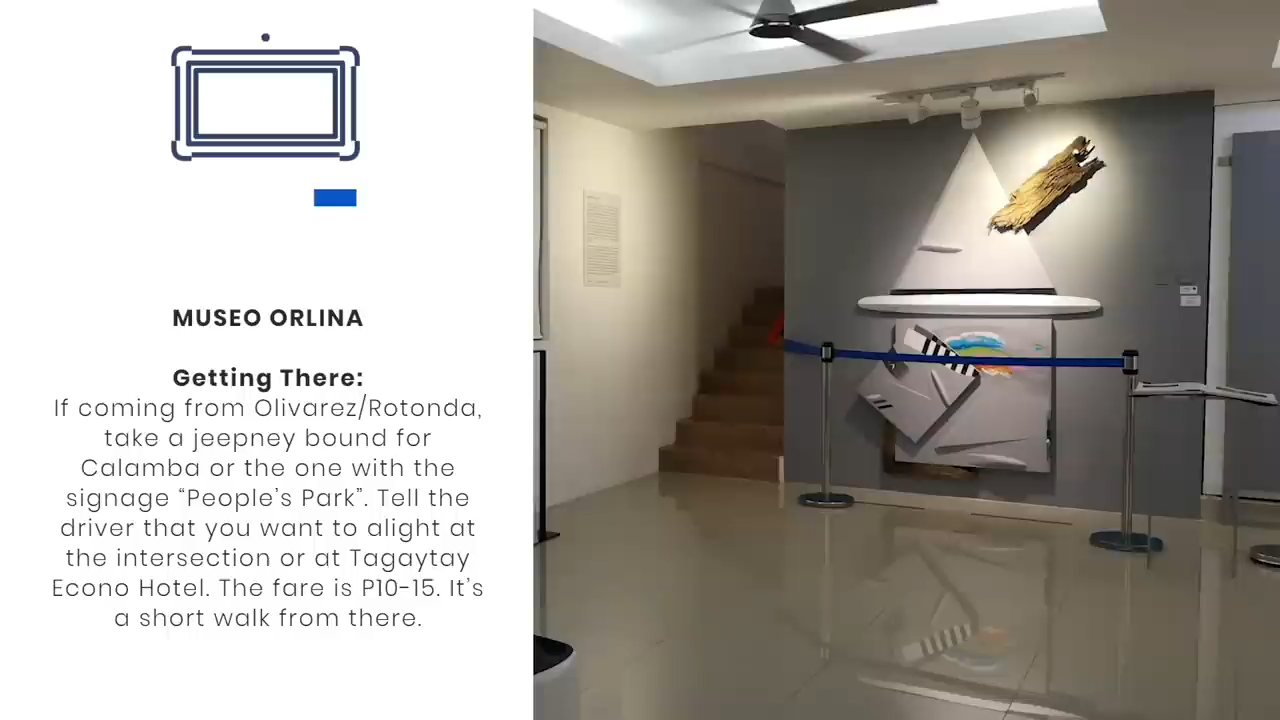 MUSEO ORLINA
Getting There:
If coming from Olivarez/Rotonda,
take a jeepney bound for
Calamba or the one with the
signage “People’s Park”. Tell the
driver that you want to alight at
the intersection or at Tagaytay
Econo Hotel. The fare is P10-15. It’s
a short walk from there.